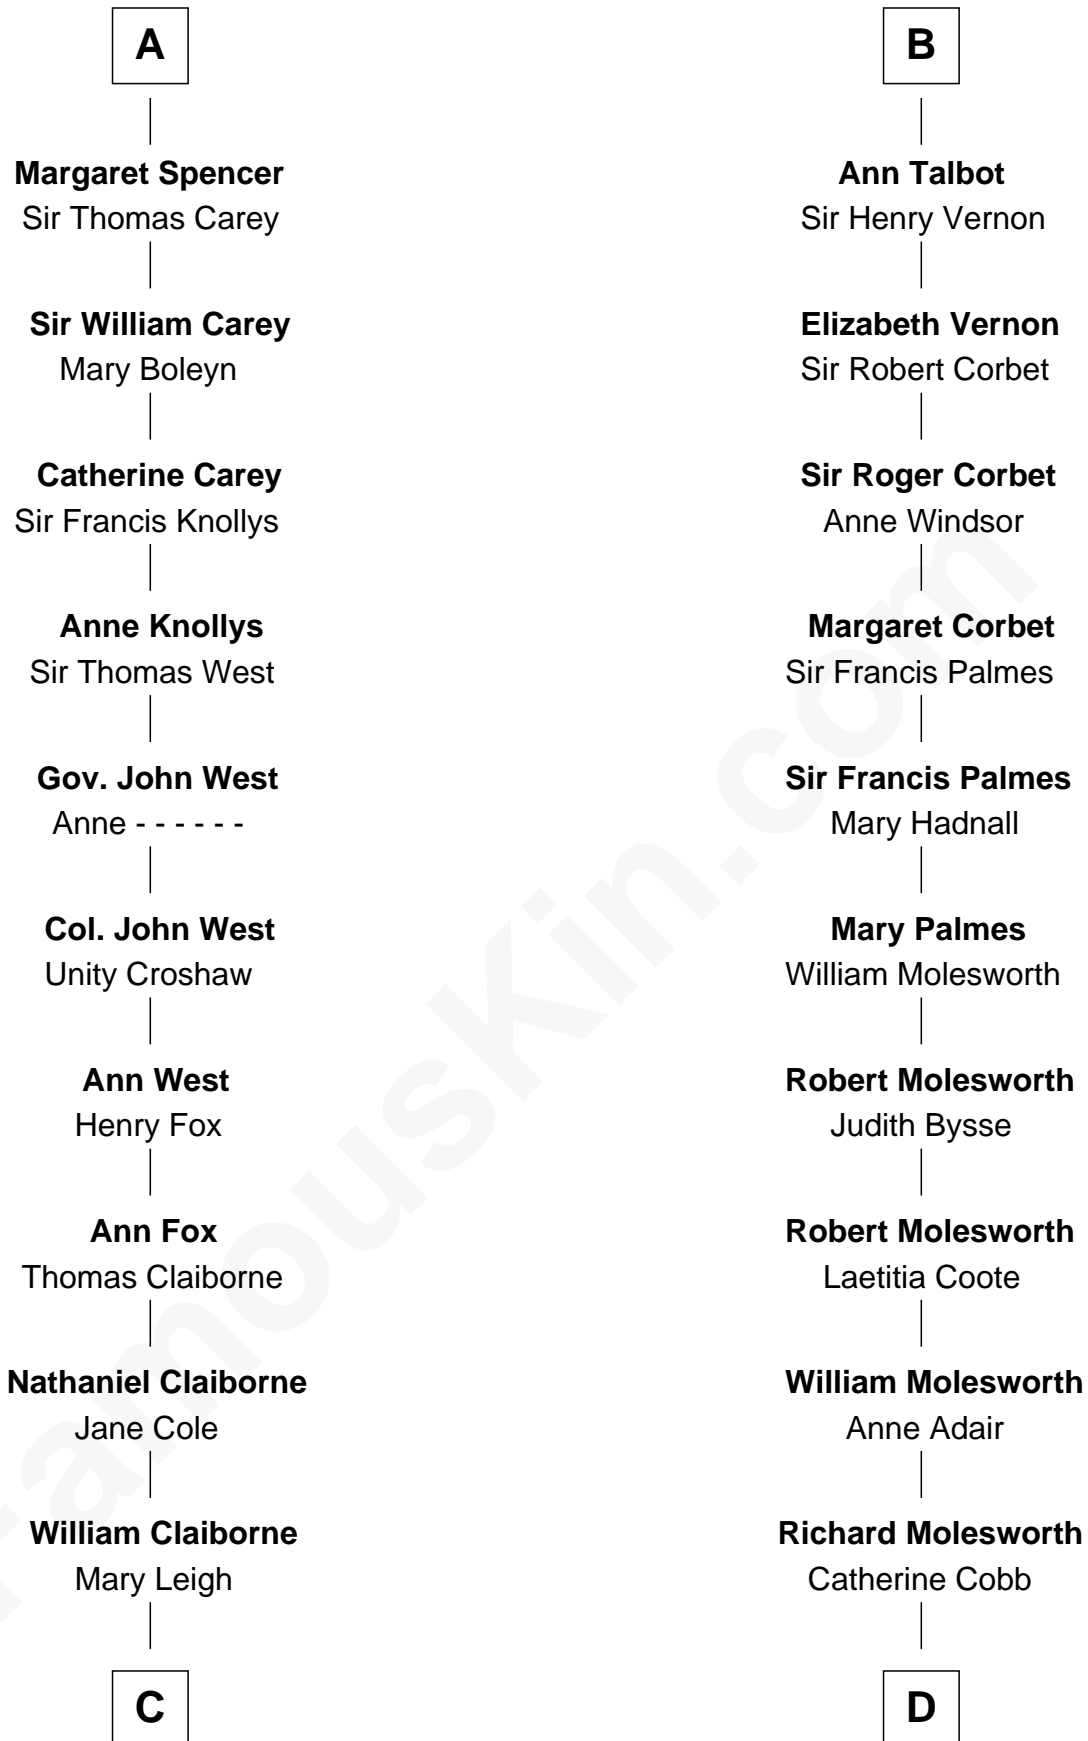 A
Margaret Spencer
Sir Thomas Carey
Sir William Carey
Mary Boleyn
Catherine Carey
Sir Francis Knollys
Anne Knollys
Sir Thomas West
Gov. John West
Anne - - - - - -
Col. John West
Unity Croshaw
Ann West
Henry Fox
Ann Fox
Thomas Claiborne
Nathaniel Claiborne
Jane Cole
William Claiborne
Mary Leigh
C
B
Ann Talbot
Sir Henry Vernon
Elizabeth Vernon
Sir Robert Corbet
Sir Roger Corbet
Anne Windsor
Margaret Corbet
Sir Francis Palmes
Sir Francis Palmes
Mary Hadnall
Mary Palmes
William Molesworth
Robert Molesworth
Judith Bysse
Robert Molesworth
Laetitia Coote
William Molesworth
Anne Adair
Richard Molesworth
Catherine Cobb
D
FamousKin.com